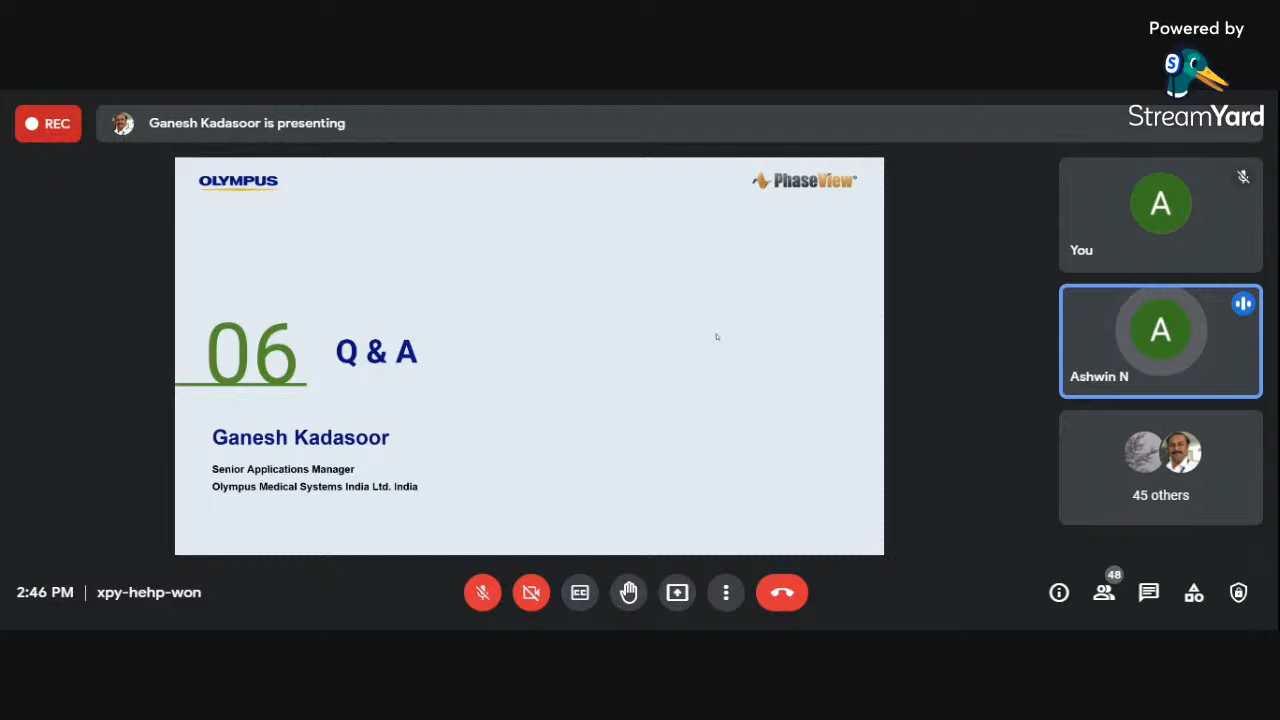 Powered by
S
StreamYard
REC
Ganesh Kadasoor is presenting
OLYMPUS
PhaseView
06
Q & A
Ganesh Kadasoor
Senior Applications Manager
Olympus Medical Systems India Ltd. India
A
You
A
Ashwin N
45 others
2:46 PM | xpy-hehp-won
CC
48